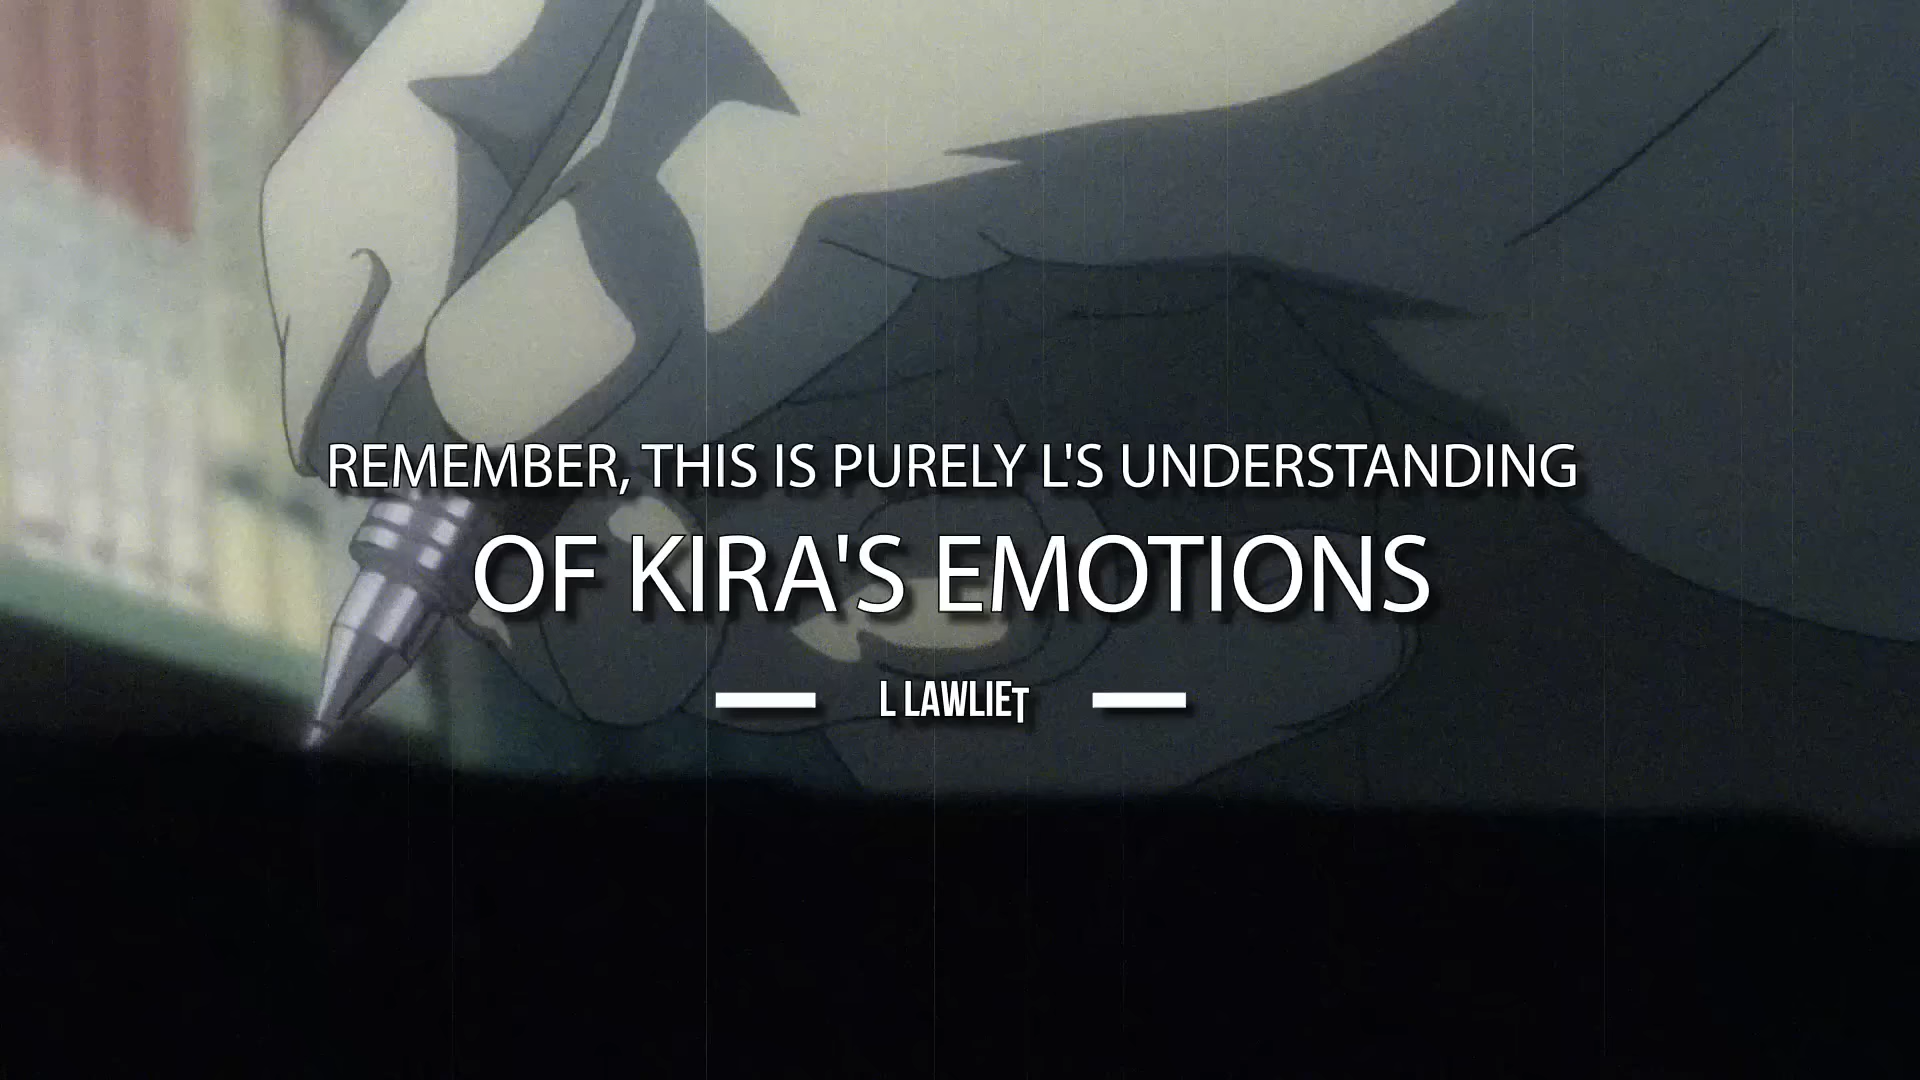 REMEMBER, THIS IS PURELY L'S UNDERSTANDING
OF KIRA'S EMOTIONS
L LAWLIET